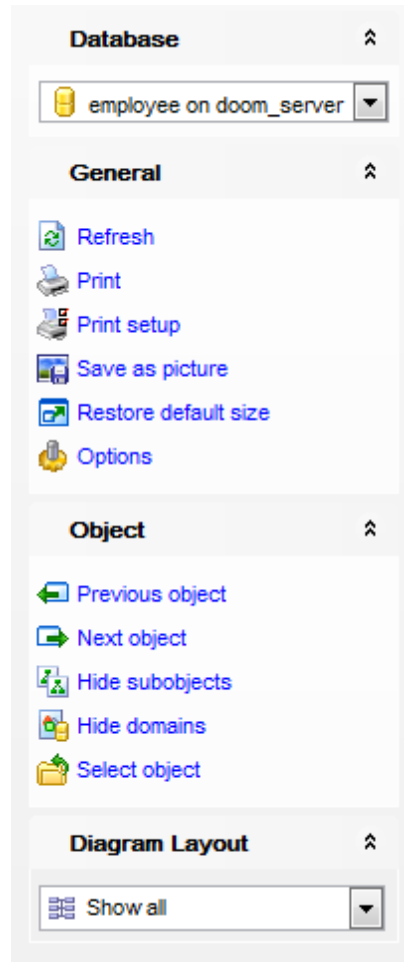 Database
employee on doom_server
General
Refresh
Print
Print setup
Save as picture
Restore default size
Options
Object
Previous object
Next object
Hide subobjects
Hide domains
Select object
Diagram Layout
Show all